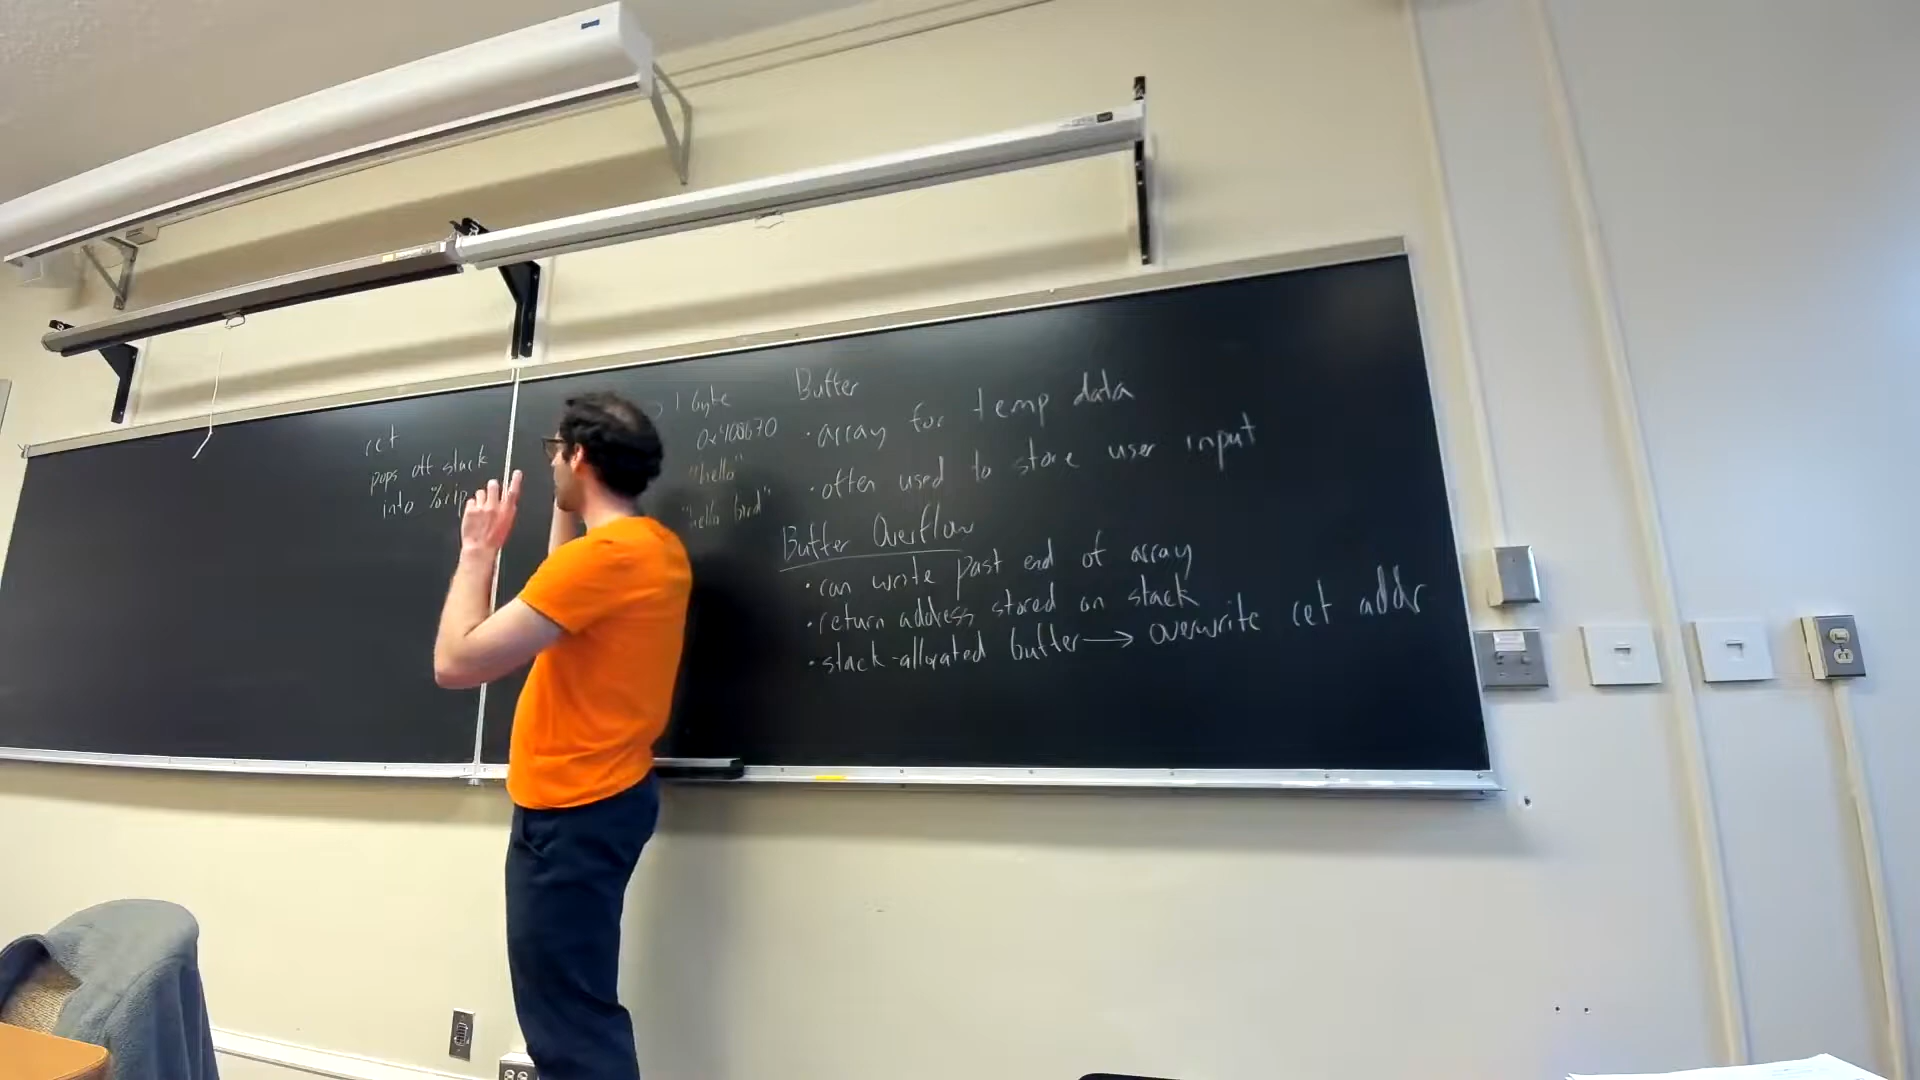 ret
pops off stack
into %rip
1 byte
0x400670
"hello"
"hello bird"
Buffer
• array for temp data
• often used to store user input
Buffer Overflow
• can write past end of array
• return address stored on stack
• stack-allocated buffer → overwrite ret addr